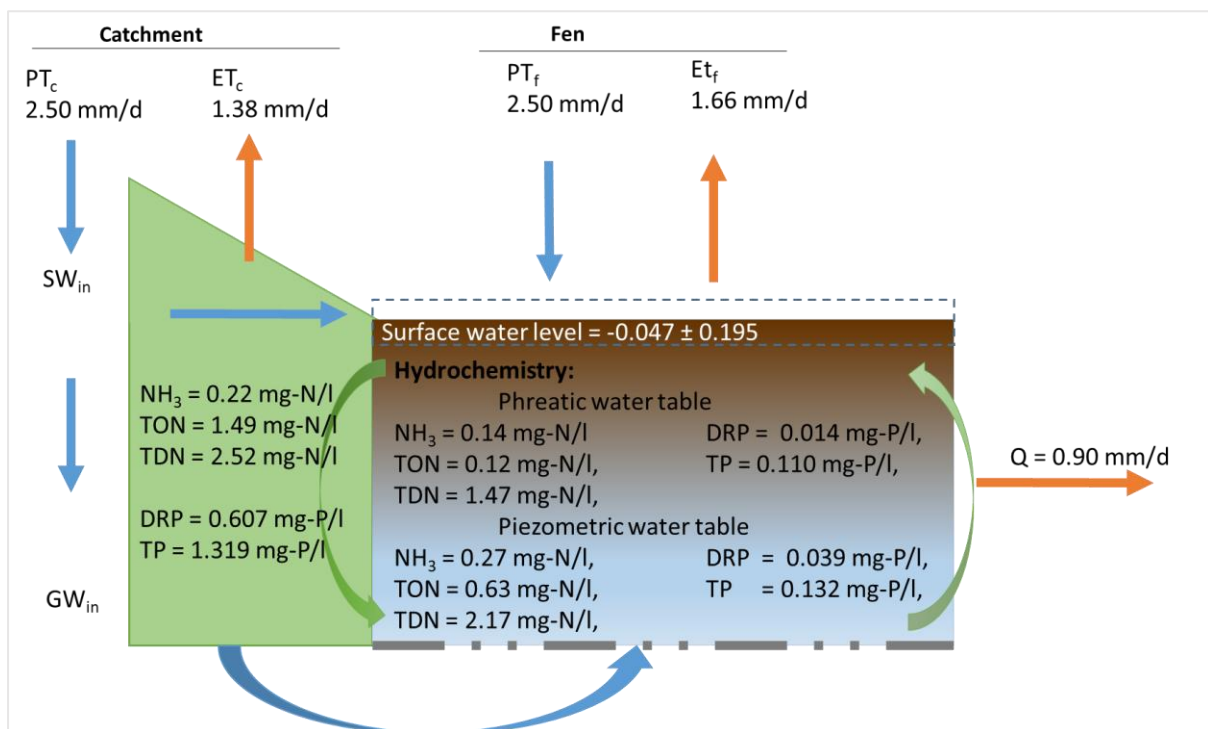 Catchment
Fen
PTc
ETc
PTf
Etf
2.50 mm/d
1.38 mm/d
2.50 mm/d
1.66 mm/d
SWin
Surface water level = -0.047 ± 0.195
Hydrochemistry:
Phreatic water table
NH3 = 0.22 mg-N/l
TON = 1.49 mg-N/l
TDN = 2.52 mg-N/l
NH3 = 0.14 mg-N/l
DRP = 0.014 mg-P/l,
TON = 0.12 mg-N/l,
TP = 0.110 mg-P/l,
TDN = 1.47 mg-N/l,
Q = 0.90 mm/d
DRP = 0.607 mg-P/l
TP = 1.319 mg-P/l
Piezometric water table
NH3 = 0.27 mg-N/l,
DRP = 0.039 mg-P/l,
TON = 0.63 mg-N/l,
TP = 0.132 mg-P/l,
TDN = 2.17 mg-N/l,
GWin